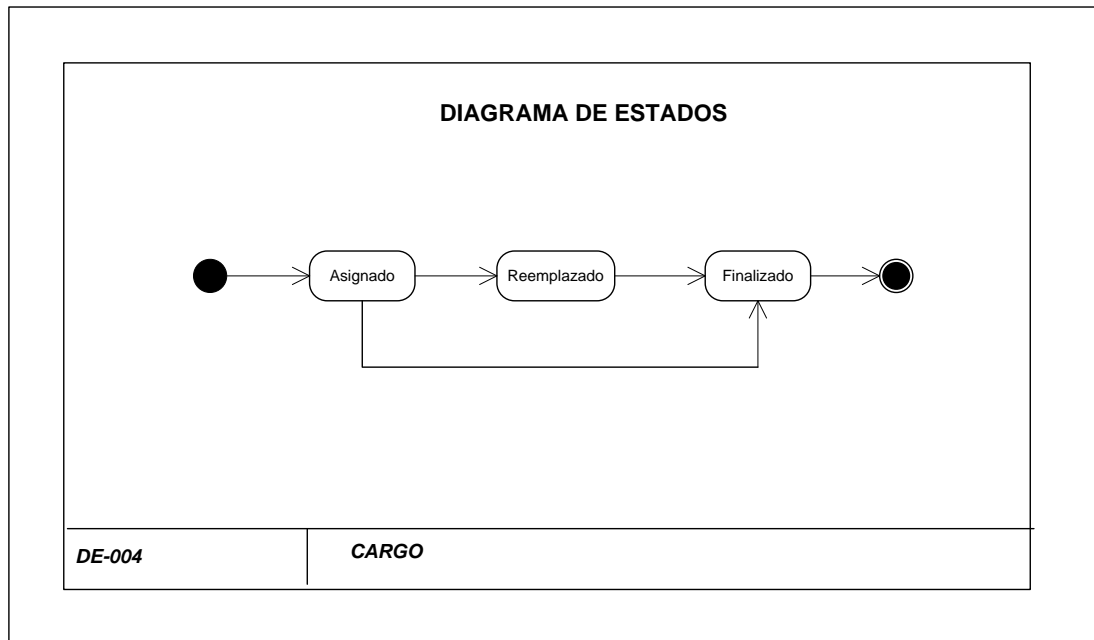 DIAGRAMA DE ESTADOS
Asignado
Reemplazado
Finalizado
DE-004
CARGO